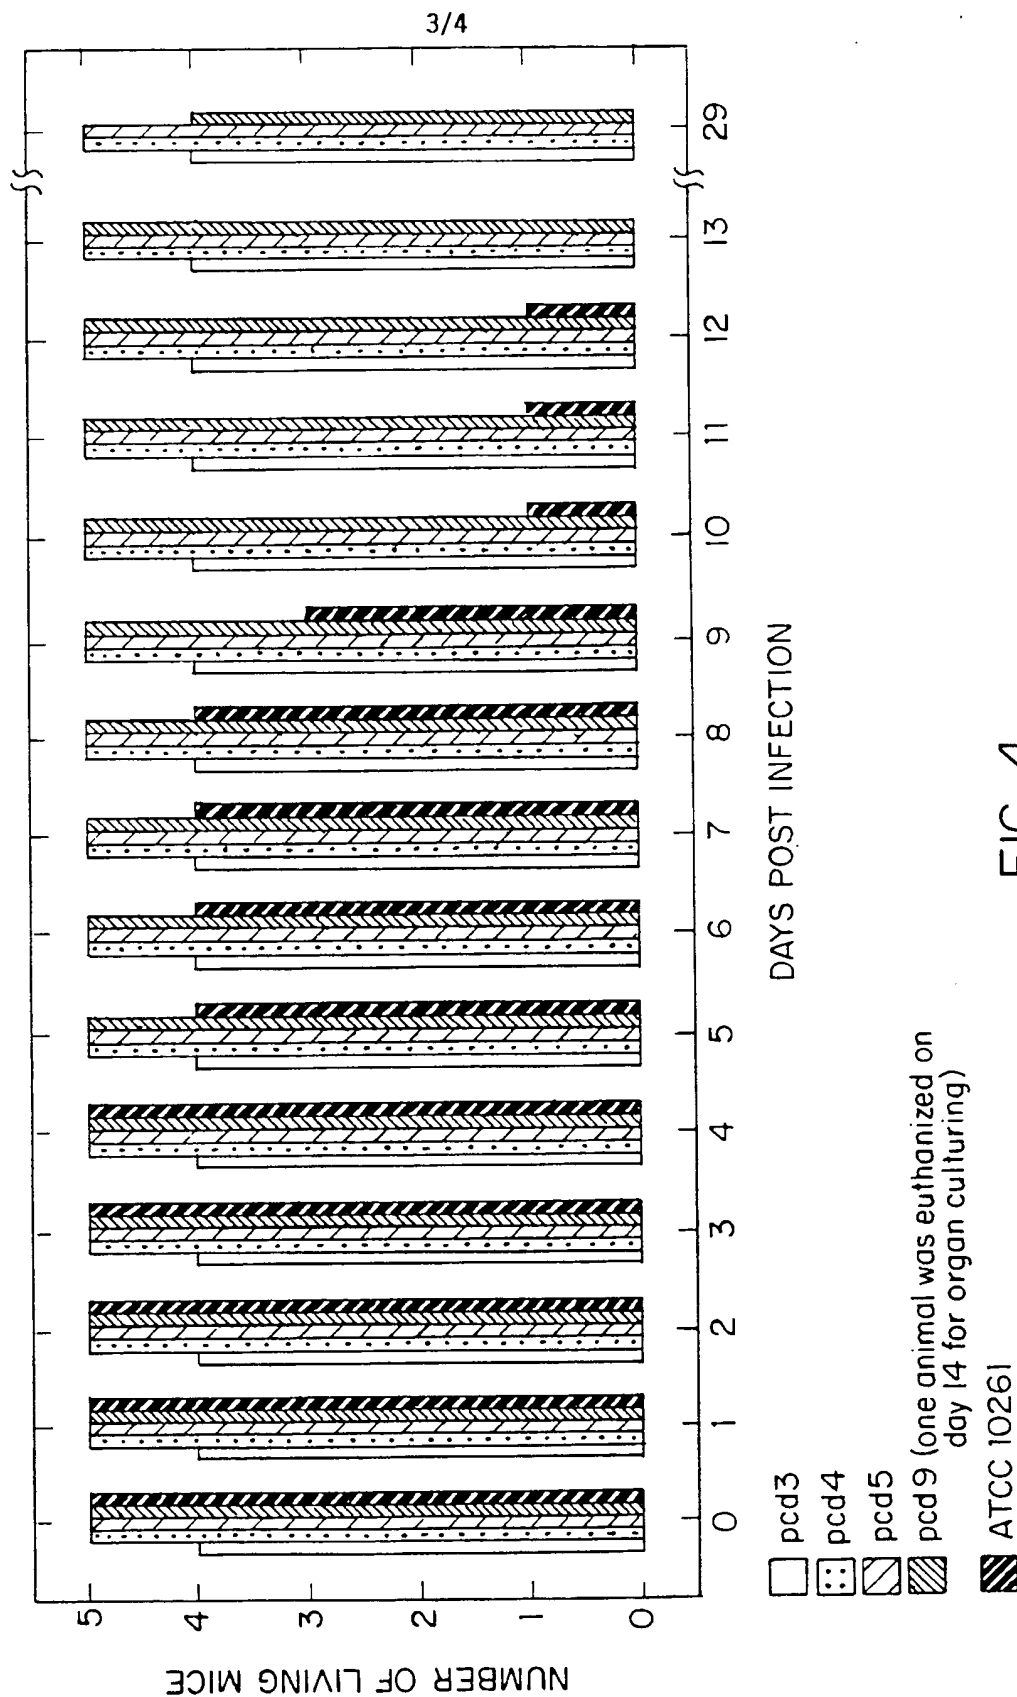 3/4
NUMBER OF LIVING MICE
5
4
3
2
1
0
0 1 2 3 4 5 6 7 8 9 10 11 12 13 29
DAYS POST INFECTION
pcd3
pcd4
pcd5
pcd9 (one animal was euthanized on
day 14 for organ culturing)
ATCC 10261
FIG. 4